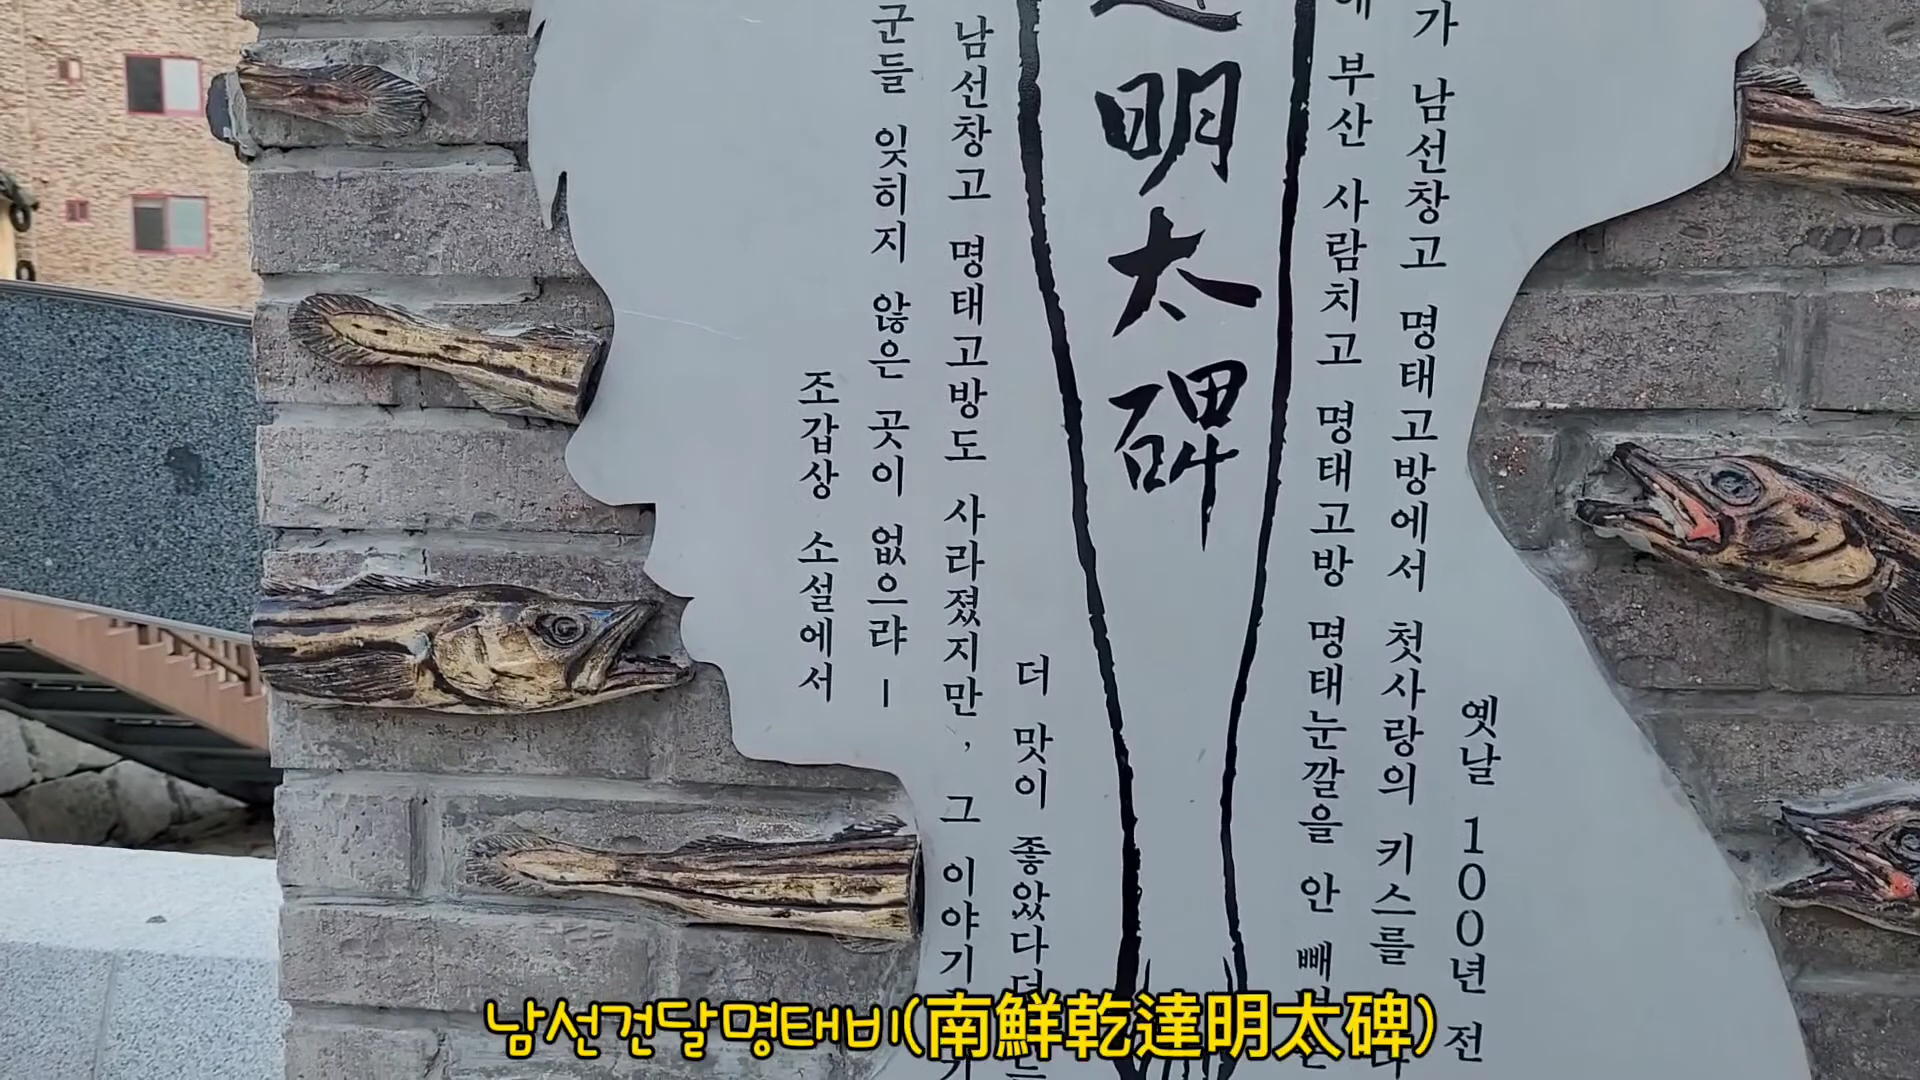 옛날 100년 전
가 남선창고 명태고방에서 첫사랑의 키스를
부산 사람치고 명태고방 명태눈깔을 안
明太碑
더 맛이 좋았다던
남선창고 명태고방도 사라졌지만, 그 이야기
군들 잊히지 않은 곳이 없으랴 ㅣ
조갑상 소설에서
남선건달명태비(南鮮乾達明太碑)